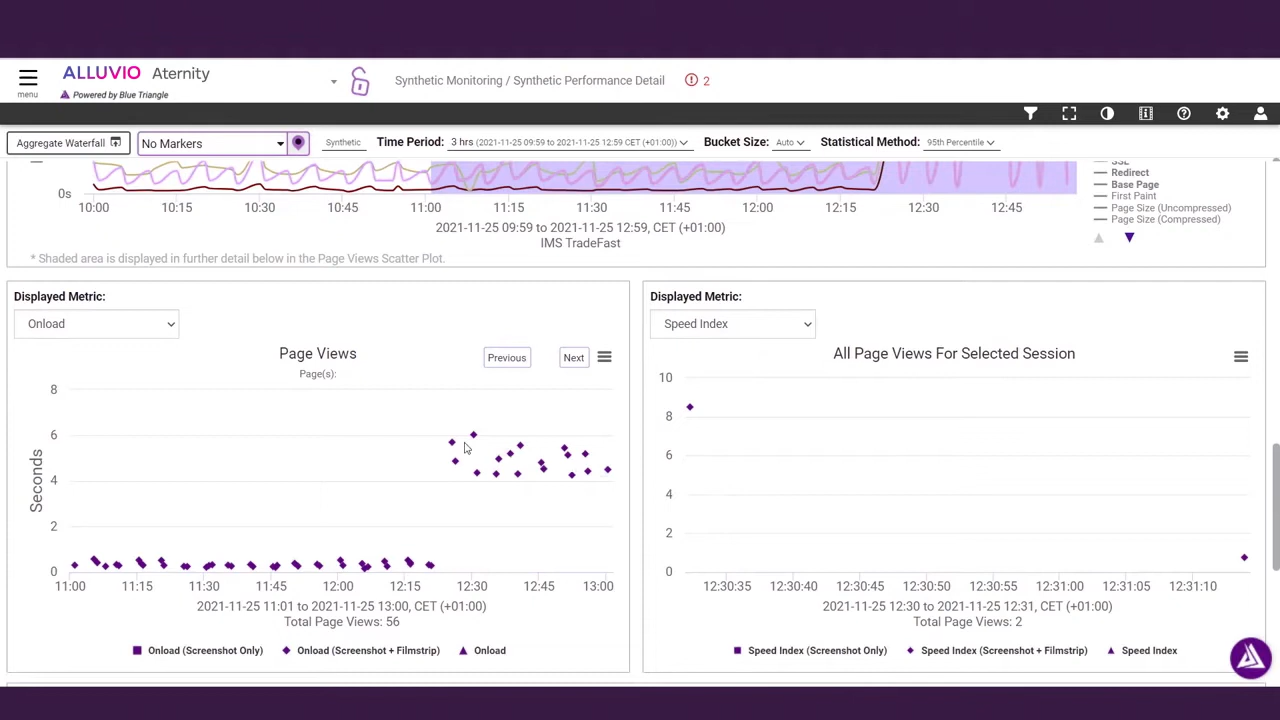 ALLUVIO Aternity
menu
Powered by Blue Triangle
Synthetic Monitoring / Synthetic Performance Detail
2
Aggregate Waterfall
No Markers
Synthetic
Time Period: 3 hrs (2021-11-25 09:59 to 2021-11-25 12:59 CET (+01:00))
Bucket Size: Auto
Statistical Method: 95th Percentile
SSL
Redirect
Base Page
First Paint
Page Size (Uncompressed)
Page Size (Compressed)
0s
10:00 10:15 10:30 10:45 11:00 11:15 11:30 11:45 12:00 12:15 12:30 12:45
2021-11-25 09:59 to 2021-11-25 12:59, CET (+01:00)
IMS TradeFast
* Shaded area is displayed in further detail below in the Page Views Scatter Plot.
Displayed Metric:
Onload
Page Views
Previous
Next
Page(s):
8
6
4
2
0
Seconds
11:00 11:15 11:30 11:45 12:00 12:15 12:30 12:45 13:00
2021-11-25 11:01 to 2021-11-25 13:00, CET (+01:00)
Total Page Views: 56
Onload (Screenshot Only) Onload (Screenshot + Filmstrip) Onload
Displayed Metric:
Speed Index
All Page Views For Selected Session
10
8
6
4
2
0
12:30:35 12:30:40 12:30:45 12:30:50 12:30:55 12:31:00 12:31:05 12:31:10
2021-11-25 12:30 to 2021-11-25 12:31, CET (+01:00)
Total Page Views: 2
Speed Index (Screenshot Only) Speed Index (Screenshot + Filmstrip) Speed Index